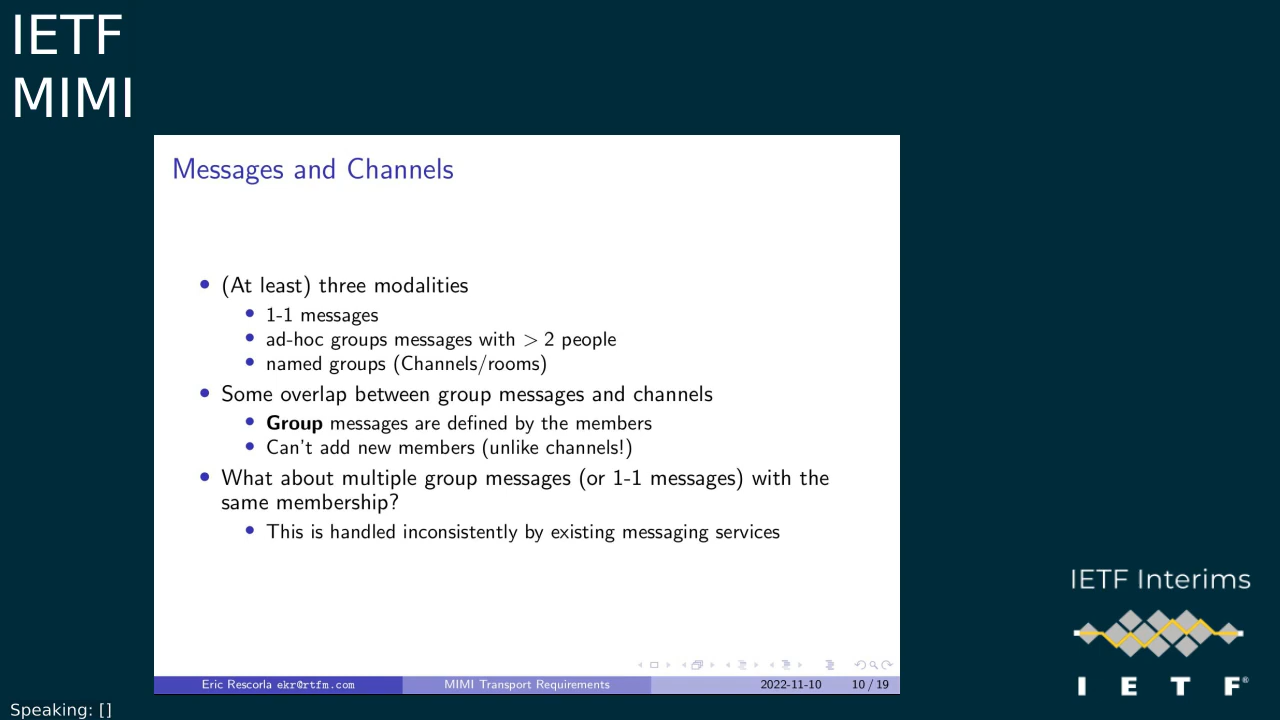 IETF
MIMI
Messages and Channels
(At least) three modalities
1-1 messages
ad-hoc groups messages with > 2 people
named groups (Channels/rooms)
Some overlap between group messages and channels
Group messages are defined by the members
Can't add new members (unlike channels!)
What about multiple group messages (or 1-1 messages) with the
same membership?
This is handled inconsistently by existing messaging services
Eric Rescorla ekr@rtfm.com MIMI Transport Requirements 2022-11-10 10 / 19
IETF Interims
I E T F®
Speaking: []